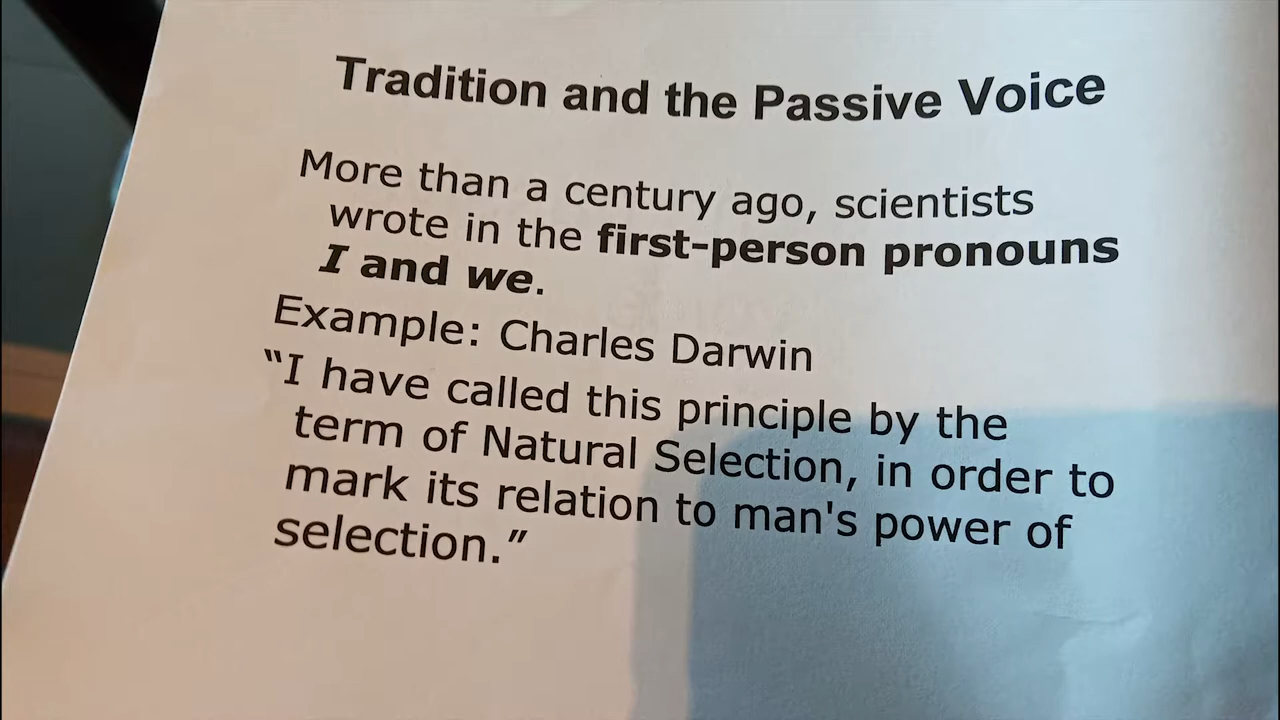 Tradition and the Passive Voice
More than a century ago, scientists
wrote in the first-person pronouns
I and we.
Example: Charles Darwin
“I have called this principle by the
term of Natural Selection, in order to
mark its relation to man's power of
selection.”